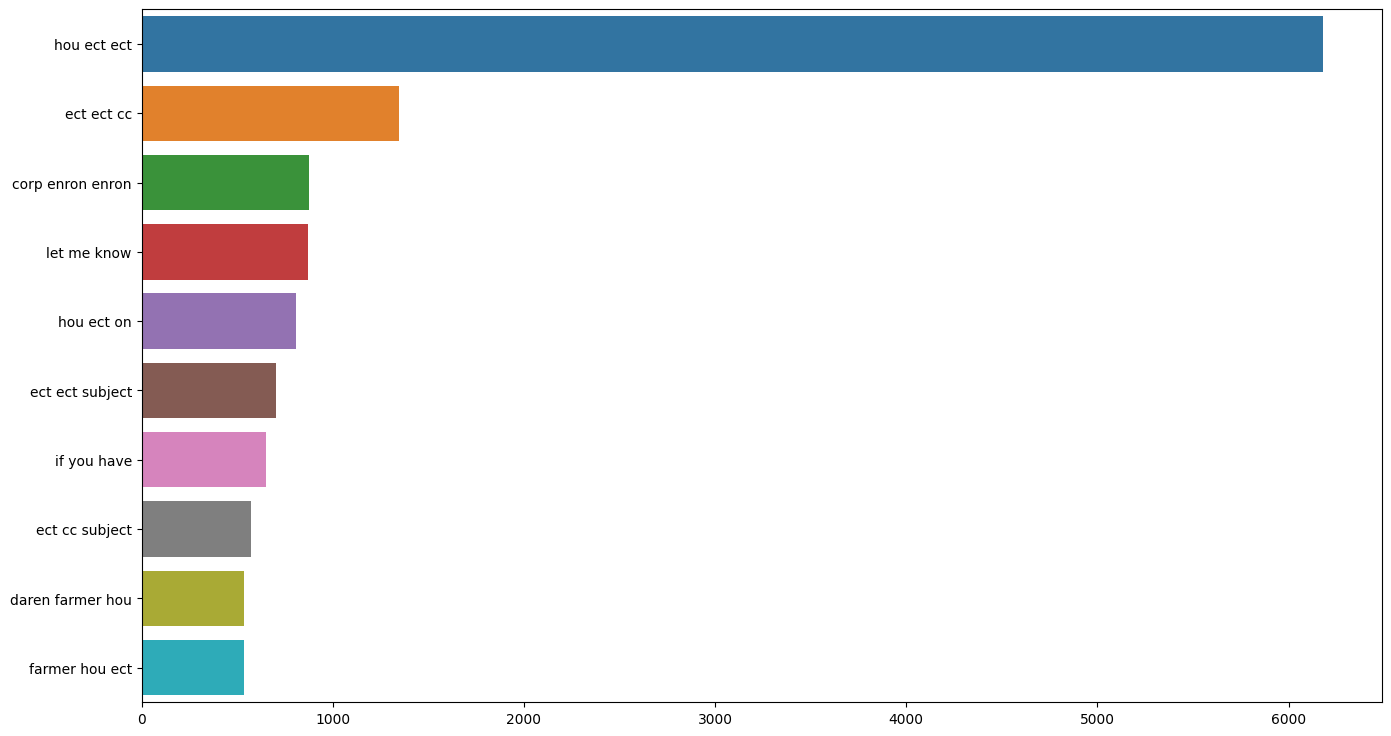 hou ect ect
ect ect cc
corp enron enron
let me know
hou ect on
ect ect subject
if you have
ect cc subject
daren farmer hou
farmer hou ect
0 1000 2000 3000 4000 5000 6000